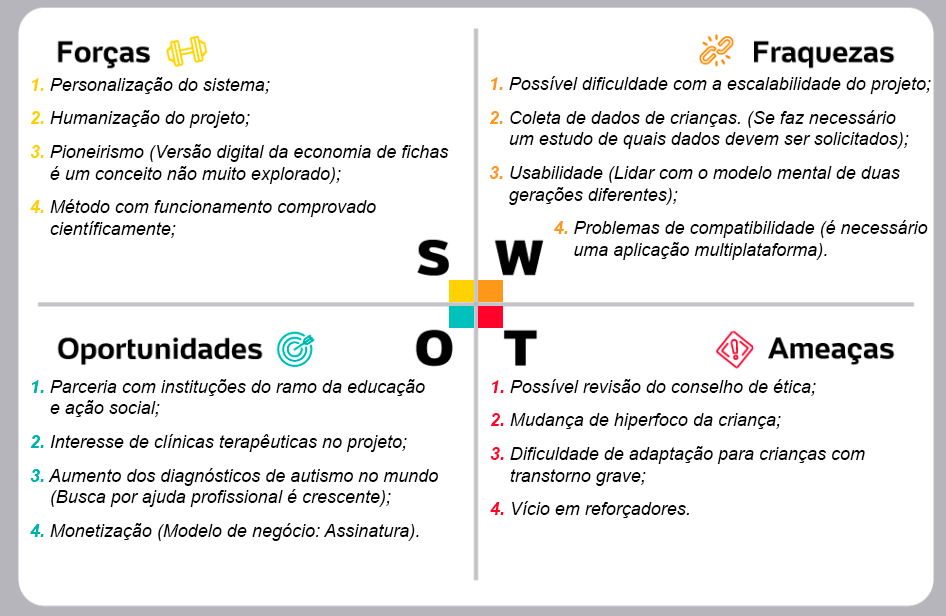 Forças
1. Personalização do sistema;
2. Humanização do projeto;
3. Pioneirismo (Versão digital da economia de fichas
é um conceito não muito explorado);
4. Método com funcionamento comprovado
científicamente;
Fraquezas
1. Possível dificuldade com a escalabilidade do projeto;
2. Coleta de dados de crianças. (Se faz necessário
um estudo de quais dados devem ser solicitados);
3. Usabilidade (Lidar com o modelo mental de duas
gerações diferentes);
4. Problemas de compatibilidade (é necessário
uma aplicação multiplataforma).
S W
O T
Oportunidades
1. Parceria com instituções do ramo da educação
e ação social;
2. Interesse de clínicas terapêuticas no projeto;
3. Aumento dos diagnósticos de autismo no mundo
(Busca por ajuda profissional é crescente);
4. Monetização (Modelo de negócio: Assinatura).
Ameaças
1. Possível revisão do conselho de ética;
2. Mudança de hiperfoco da criança;
3. Dificuldade de adaptação para crianças com
transtorno grave;
4. Vício em reforçadores.